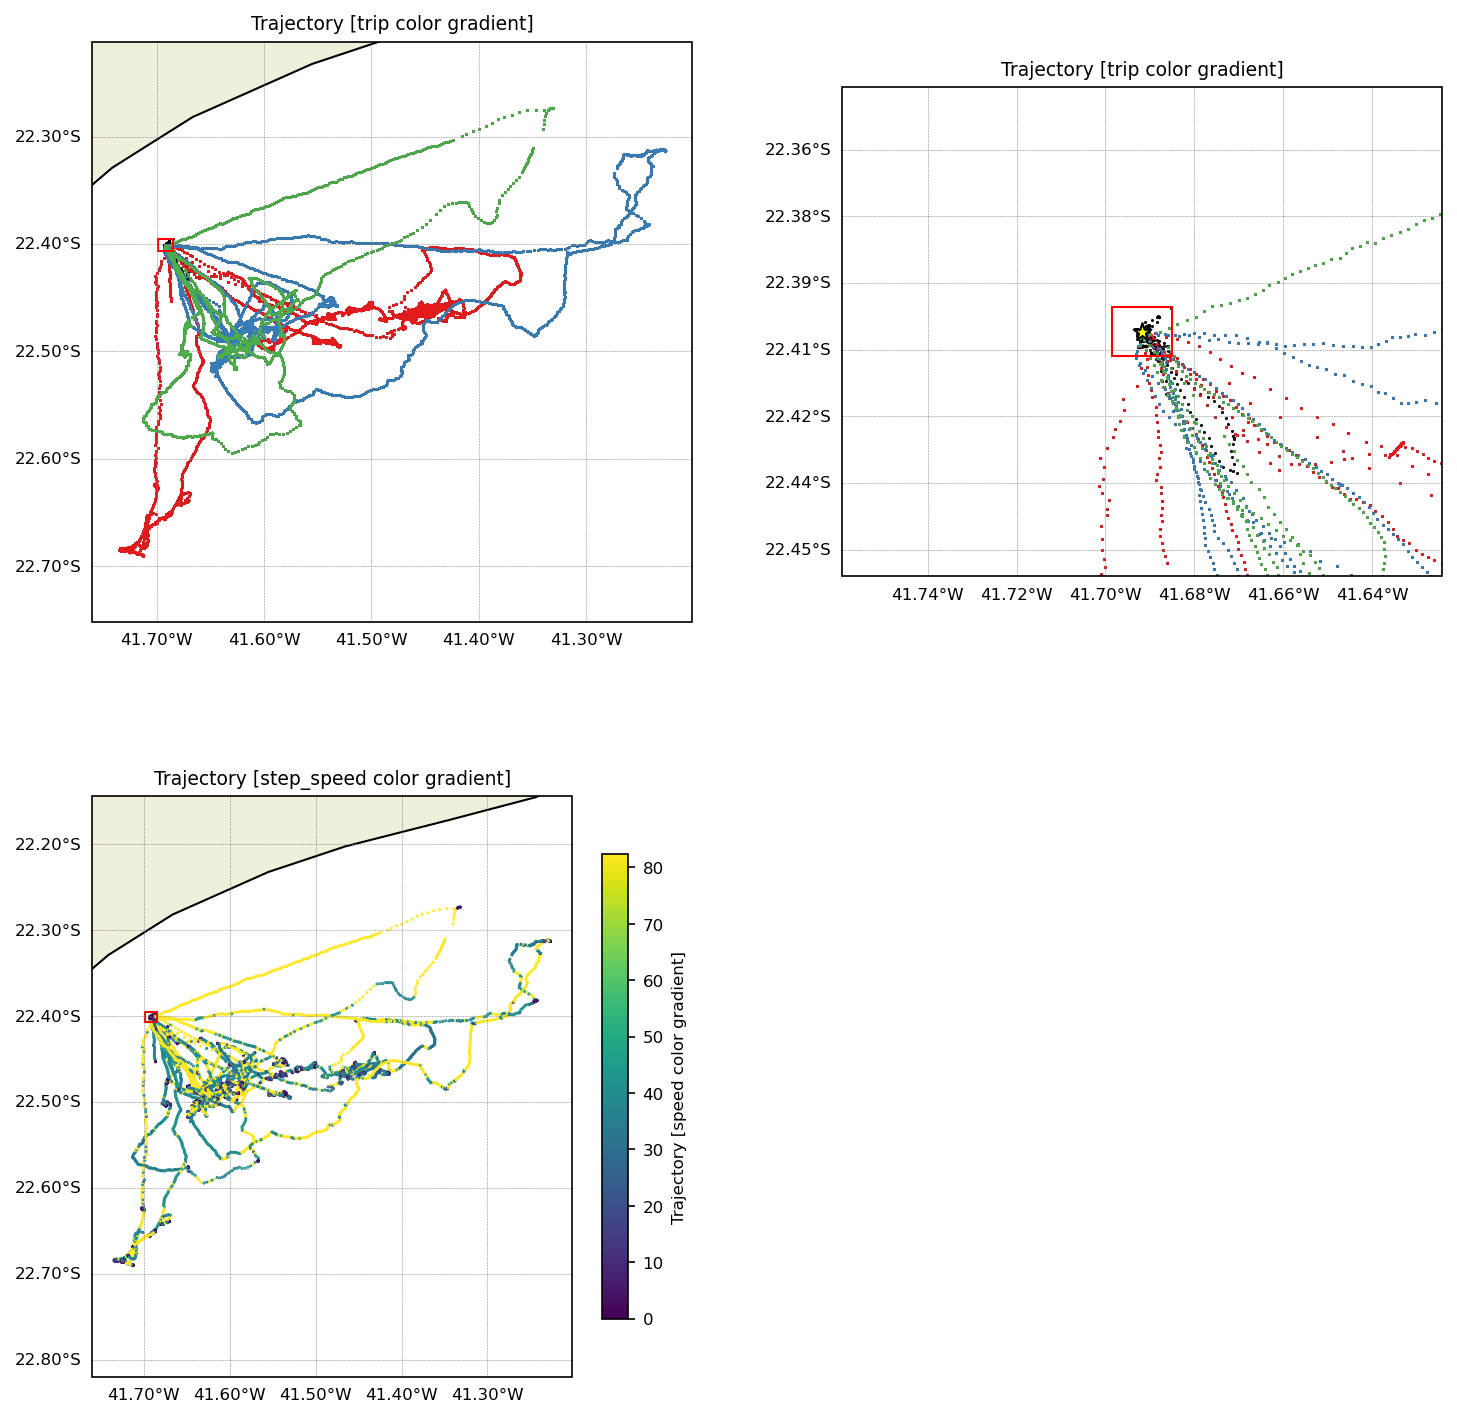 Trajectory [trip color gradient]
22.30°S
22.40°S
22.50°S
22.60°S
22.70°S
41.70°W 41.60°W 41.50°W 41.40°W 41.30°W
Trajectory [trip color gradient]
22.36°S
22.38°S
22.39°S
22.41°S
22.42°S
22.44°S
22.45°S
41.74°W 41.72°W 41.70°W 41.68°W 41.66°W 41.64°W
Trajectory [step_speed color gradient]
22.20°S
22.30°S
22.40°S
22.50°S
22.60°S
22.70°S
22.80°S
41.70°W 41.60°W 41.50°W 41.40°W 41.30°W
80
70
60
50
40
30
20
10
0
Trajectory [speed color gradient]